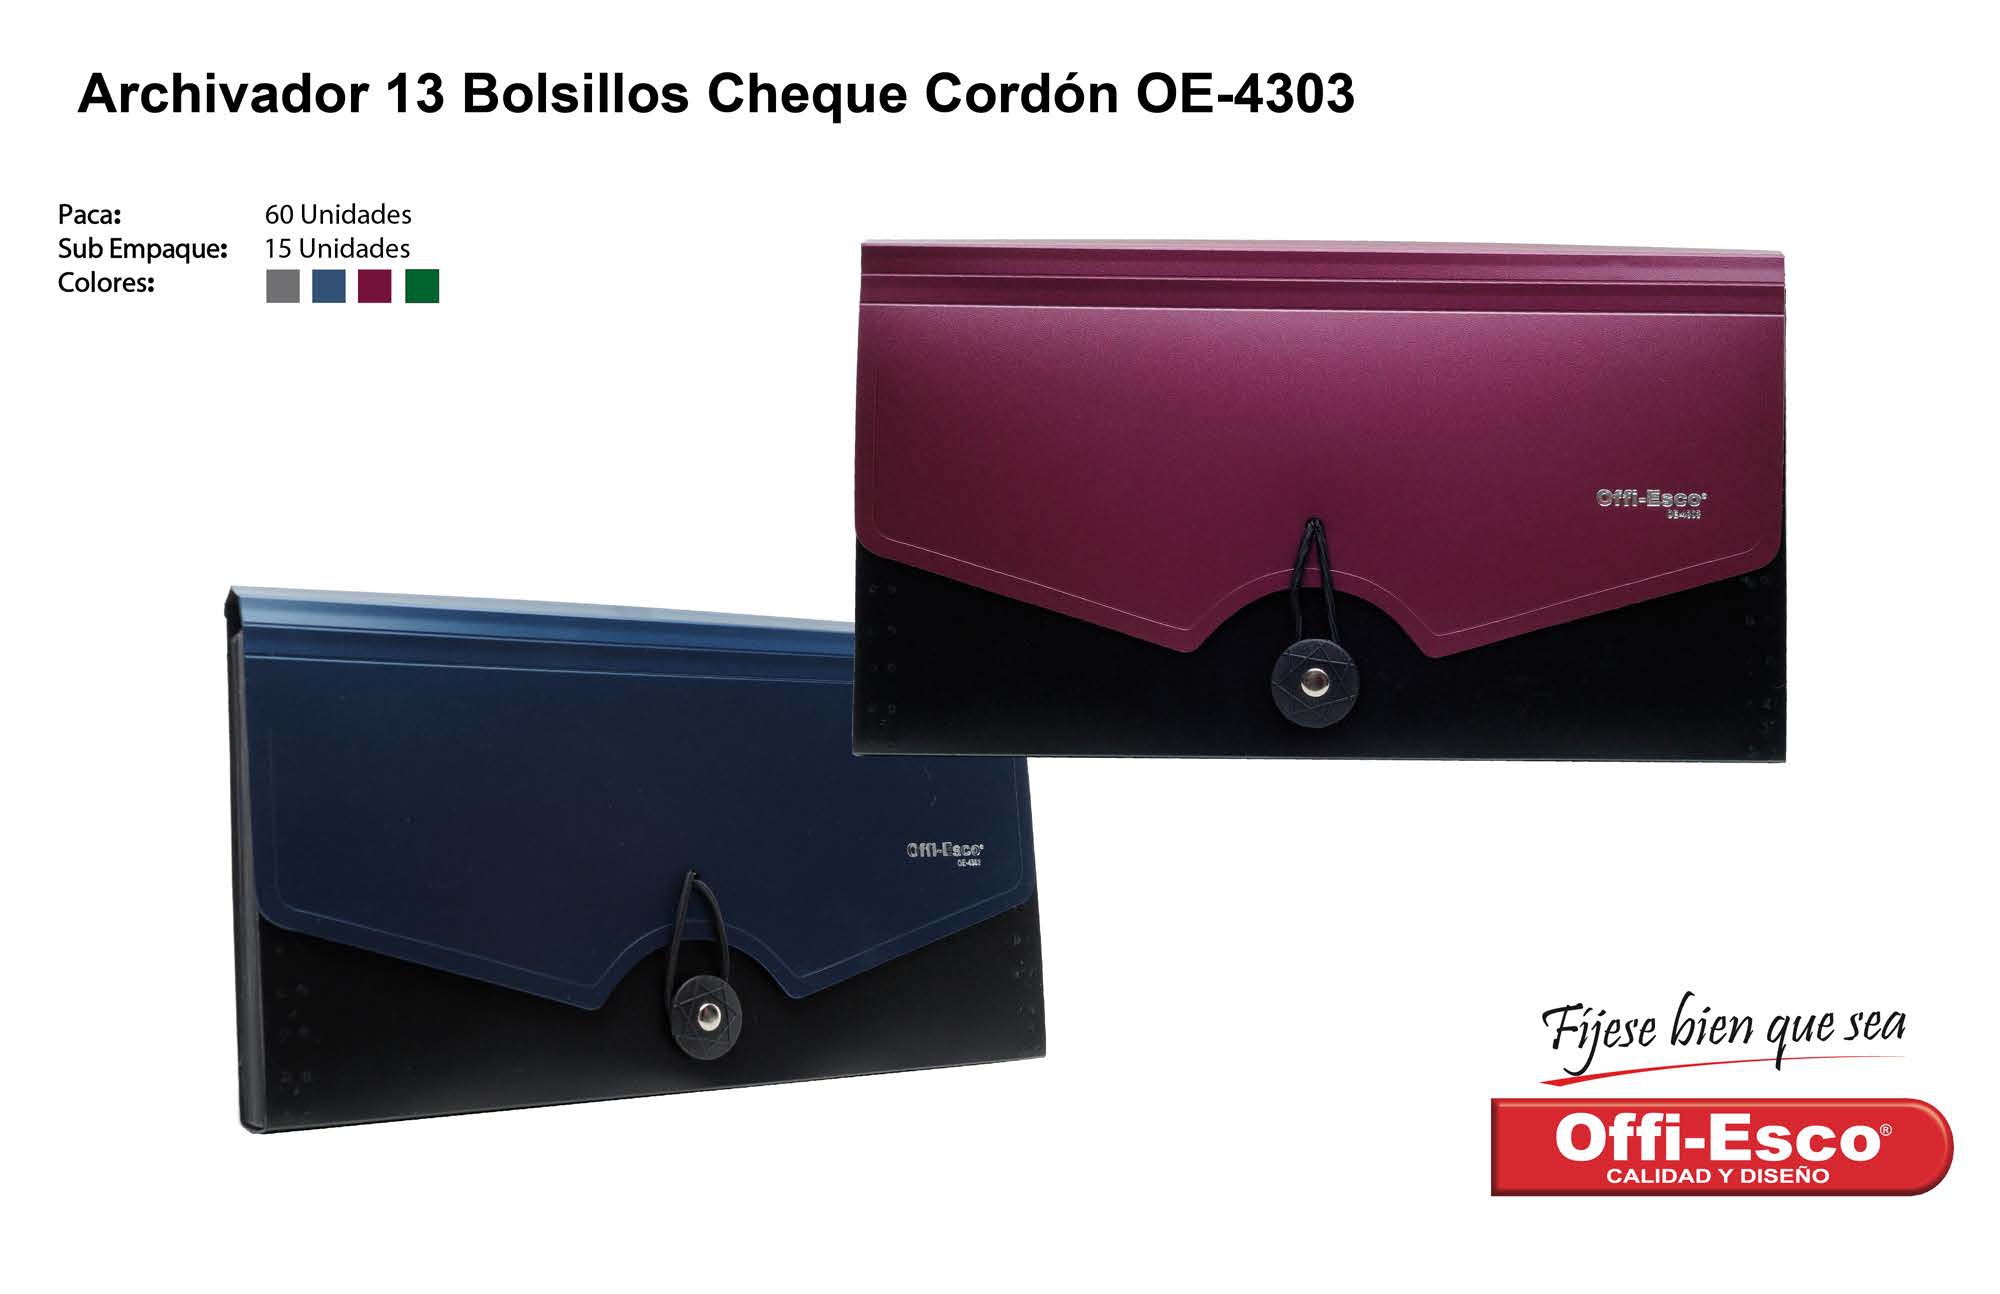 Archivador 13 Bolsillos Cheque Cordón OE-4303
Paca: 60 Unidades
Sub Empaque: 15 Unidades
Colores:
Offi-Esco®
Offi-Esco®
OE-4303
Fíjese bien que sea
Offi-Esco®
CALIDAD Y DISEÑO